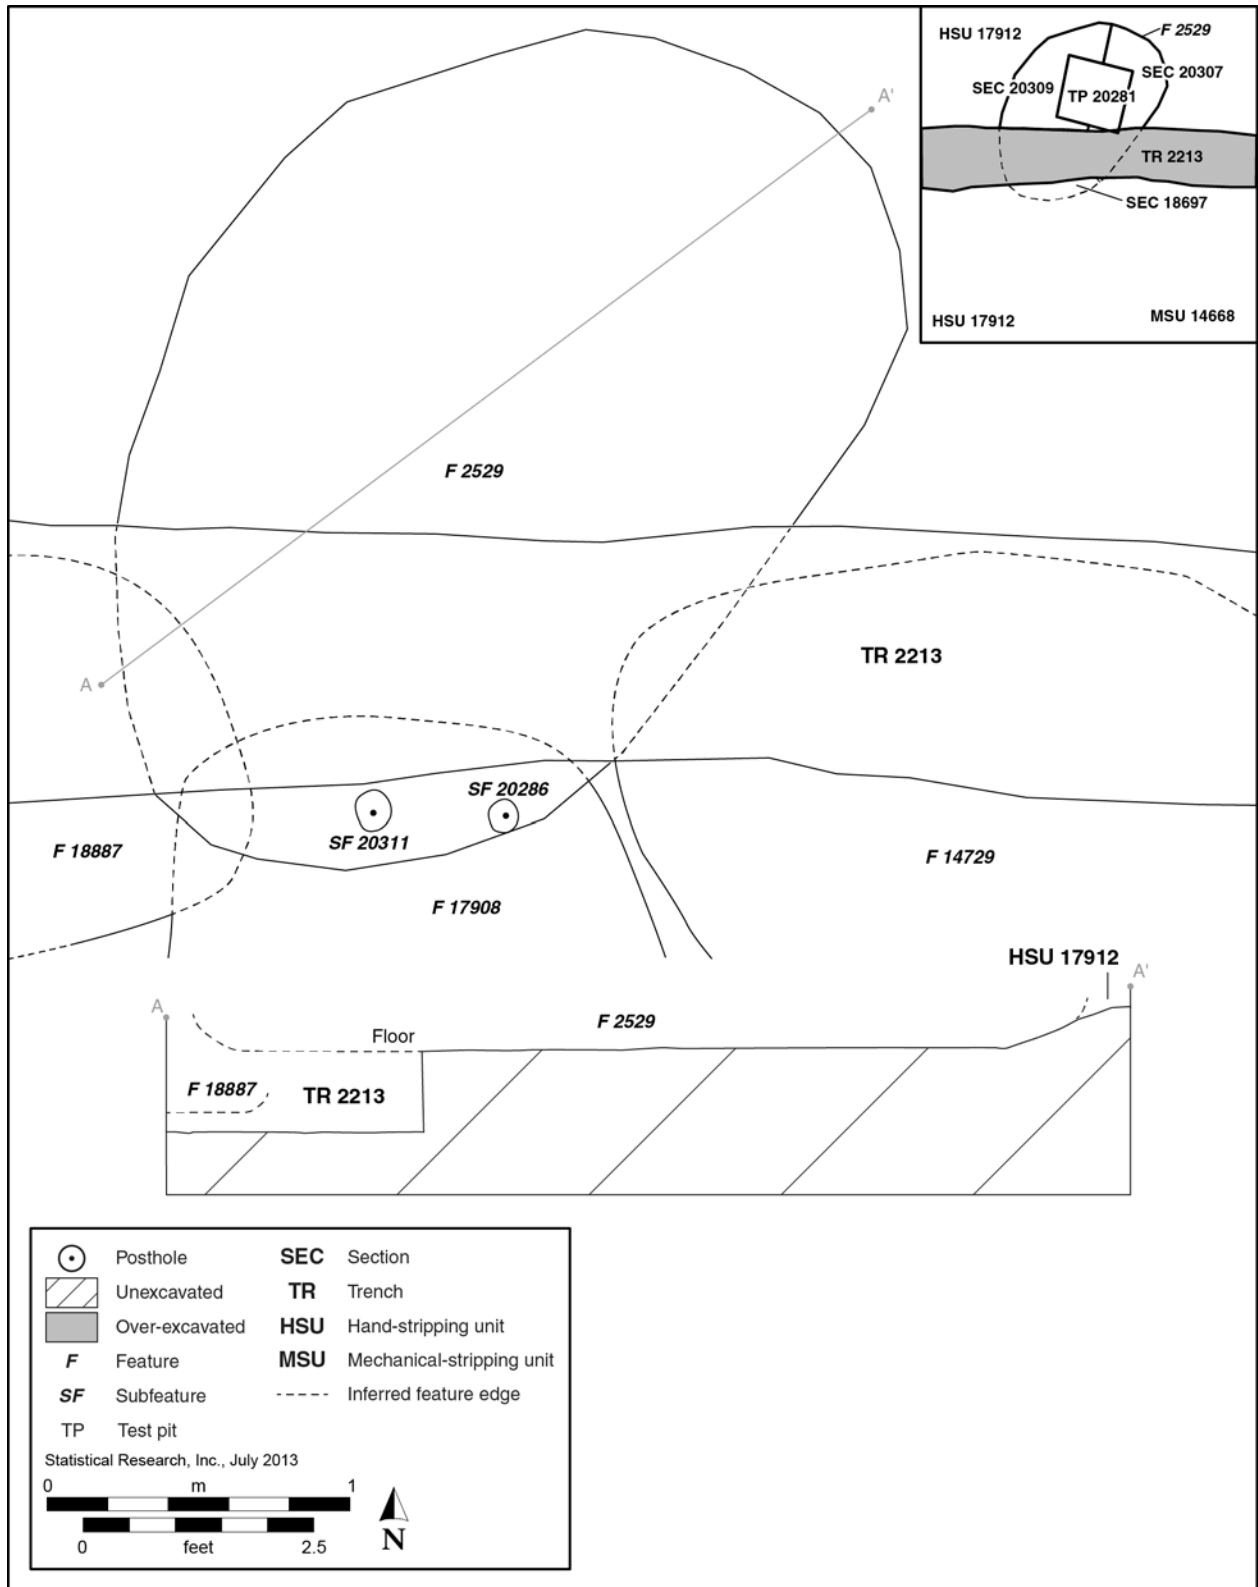 HSU 17912
F 2529
SEC 20309
SEC 20307
TP 20281
TR 2213
SEC 18697
HSU 17912
MSU 14668
A'
F 2529
TR 2213
A
SF 20286
SF 20311
F 18887
F 14729
F 17908
HSU 17912
A
A'
F 2529
Floor
F 18887
TR 2213
Posthole
SEC Section
Unexcavated
TR Trench
Over-excavated
HSU Hand-stripping unit
F Feature
MSU Mechanical-stripping unit
SF Subfeature
Inferred feature edge
TP Test pit
Statistical Research, Inc., July 2013
0 m 1
0 feet 2.5
N